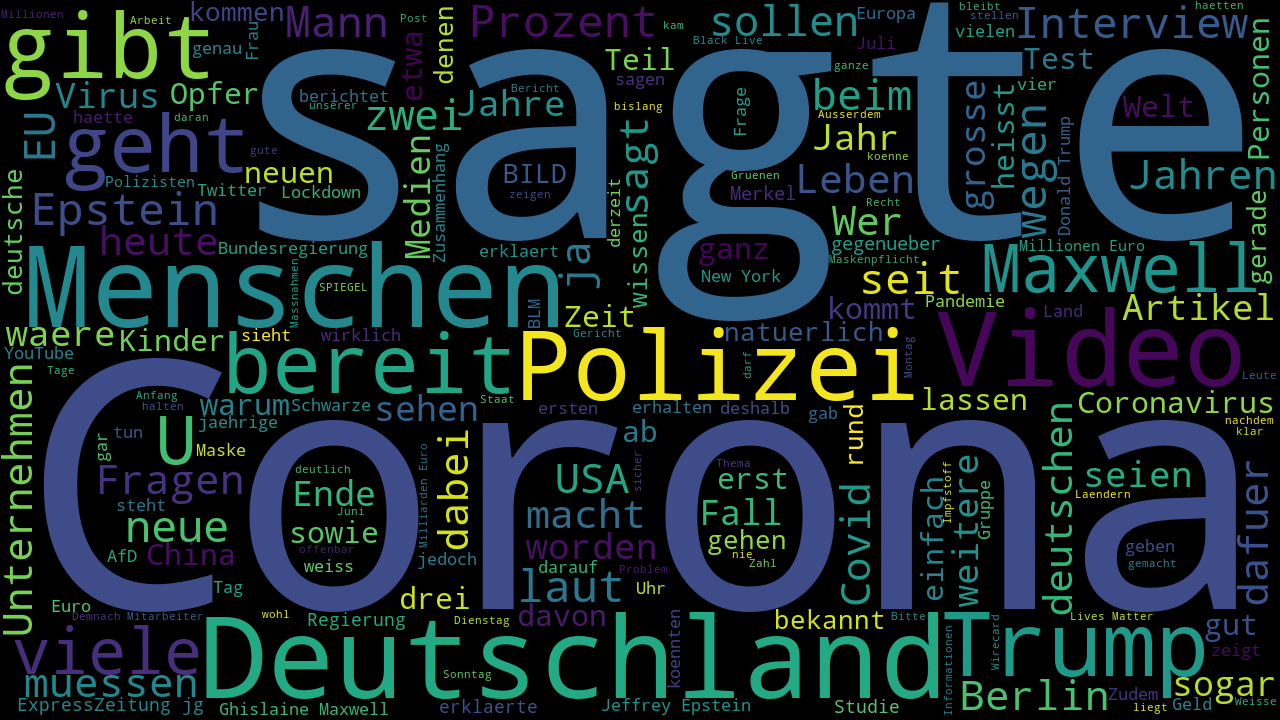 Millionen
Arbeit
kommen
Mann
Post
Prozent
kam
sollen
Europa
bleibt
stellen
haetten
gibt
genau
Frau
sagte
etwa
denen
Black Live
Teil
Juli
vielen
Interview
Virus
Opfer
berichtet
Jahre
Bericht
sagen
ganze
beim
Test
vier
Personen
EU
haette
unserer
daran
zwei
bislang
Frage
Ausserdem
grosse
heisst
Welt
geht
gute
neuen
Medien
Zusammenhang
BILD
zeigen
sagt
Jahr
koenne
wegen
Donald Trump
Jahren
Polizisten
Twitter
Lockdown
derzeit
Gruenen
Merkel
Leben
Recht
deutsche
Epstein
heute
Bundesregierung
erklaert
wissen
ganz
New York
Wer
gegenueber
Maskenpflicht
Millionen Euro
gerade
Menschen
Massnahmen
SPIEGEL
ja
BLM
Zeit
seit
kommt
Pandemie
Maxwell
Land
Artikel
waere
Kinder
sieht
wirklich
Polizei
Gericht
natuerlich
Video
YouTube
Tage
bereit
darf
Montag
Leute
Unternehmen
Anfang
halten
warum
Schwarze
sehen
Staat
ersten
erhalten
deshalb
gab
lassen
Coronavirus
jaehrige
nachdem
klar
gar
tun
U
Maske
Corona
dabei
ab
rund
deutschen
Fragen
deutlich
Ende
Juni
Milliarden Euro
USA
sicher
Thema
erst
Covid
einfach
Impfstoff
weitere
Gruppe
seien
Laendern
dafuer
steht
neue
sowie
macht
Fall
gehen
AfD
China
offenbar
weiss
jedoch
worden
darauf
nie
Zahl
geben
gemacht
Tag
laut
Problem
Uhr
Euro
Demnach
Mitarbeiter
wohl
Regierung
drei
Dienstag
davon
koennten
bekannt
Bitte
Informationen
Wirecard
Lives Matter
gut
zeigt
viele
Deutschland
Trump
muessen
Sonntag
sogar
ExpressZeitung jg
Ghislaine Maxwell
erklaerte
Jeffrey Epstein
Studie
Berlin
Zudem
liegt
Geld
Weisse